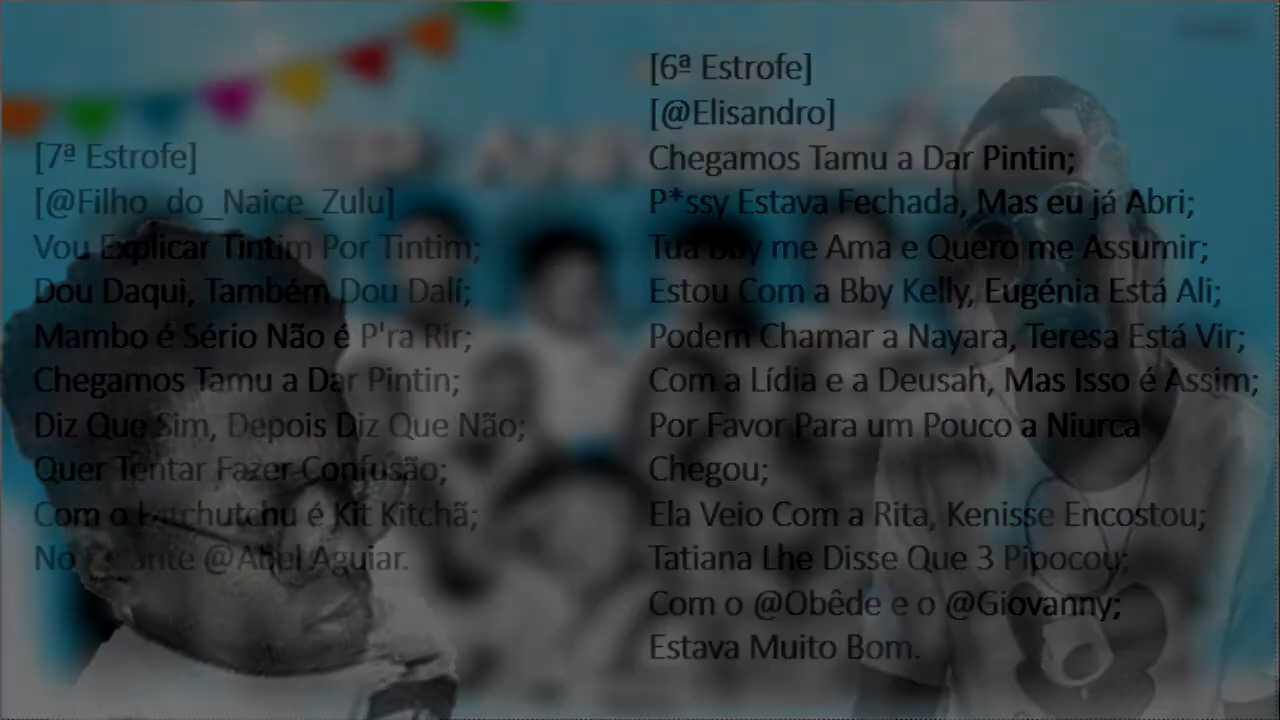 [6ª Estrofe]
[@Elisandro]
Chegamos Tamu a Dar Pintin;
P*ssy Estava Fechada, Mas eu já Abri;
Tua Bby me Ama e Quero me Assumir;
Estou Com a Bby Kelly, Eugénia Está Ali;
Podem Chamar a Nayara, Teresa Está Vir;
Com a Lídia e a Deusah, Mas Isso é Assim;
Por Favor Para um Pouco a Niurca
Chegou;
Ela Veio Com a Rita, Kenisse Encostou;
Tatiana Lhe Disse Que 3 Pipocou;
Com o @Obêde e o @Giovanny;
Estava Muito Bom.
[7ª Estrofe]
[@Filho_do_Naice_Zulu]
Vou Explicar Tintim Por Tintim;
Dou Daqui, Também Dou Dalí;
Mambo é Sério Não é P'ra Rir;
Chegamos Tamu a Dar Pintin;
Diz Que Sim, Depois Diz Que Não;
Quer Tentar Fazer Confusão;
Com o é Kit Kitchã;
No @Abel Aguiar.